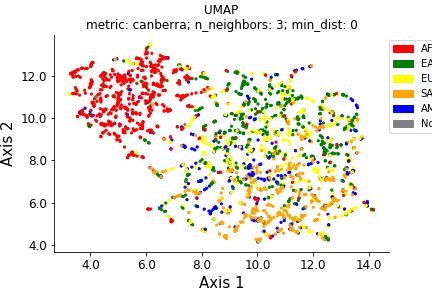 UMAP
metric: canberra; n_neighbors: 3; min_dist: 0
12.0
10.0
8.0
6.0
4.0
Axis 2
4.0 6.0 8.0 10.0 12.0 14.0
Axis 1
AF
EA
EU
SA
AM
No